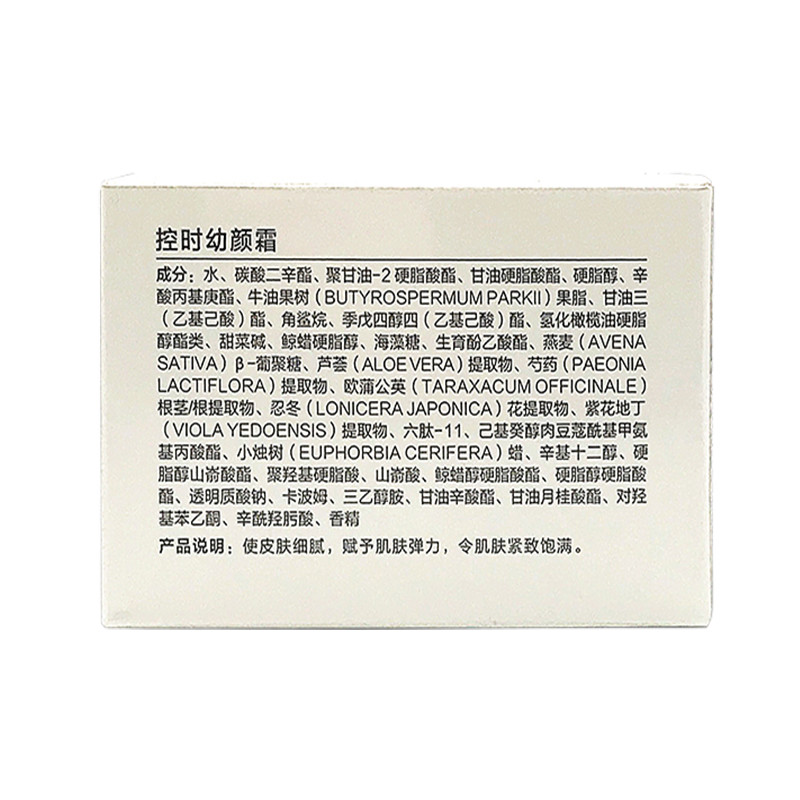 控时幼颜霜
成分：水、碳酸二辛酯、聚甘油-2 硬脂酸酯、甘油硬脂酸酯、硬脂醇、辛
酸丙基庚酯、牛油果树（BUTYROSPERMUM PARKII）果脂、甘油三
（乙基己酸）酯、角鲨烷、季戊四醇四（乙基己酸）酯、氢化橄榄油硬脂
醇酯类、甜菜碱、鲸蜡硬脂醇、海藻糖、生育酚乙酸酯、燕麦（AVENA
SATIVA）β-葡聚糖、芦荟（ALOE VERA）提取物、芍药（PAEONIA
LACTIFLORA）提取物、欧蒲公英（TARAXACUM OFFICINALE）
根茎/根提取物、忍冬（LONICERA JAPONICA）花提取物、紫花地丁
（VIOLA YEDOENSIS）提取物、六肽-11、己基癸醇肉豆蔻酰基甲氨
基丙酸酯、小烛树（EUPHORBIA CERIFERA）蜡、辛基十二醇、硬
脂醇山嵛酸酯、聚羟基硬脂酸、山嵛酸、鲸蜡醇硬脂酸酯、硬脂醇硬脂酸
酯、透明质酸钠、卡波姆、三乙醇胺、甘油辛酸酯、甘油月桂酸酯、对羟
基苯乙酮、辛酰羟肟酸、香精
产品说明：使皮肤细腻，赋予肌肤弹力，令肌肤紧致饱满。